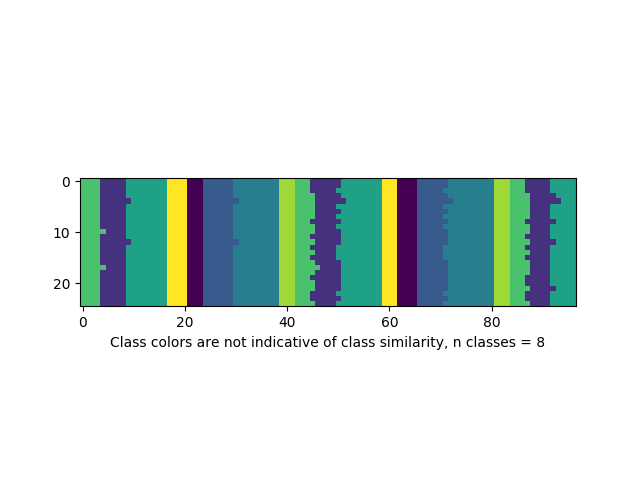 0
10
20
0 20 40 60 80
Class colors are not indicative of class similarity, n classes = 8